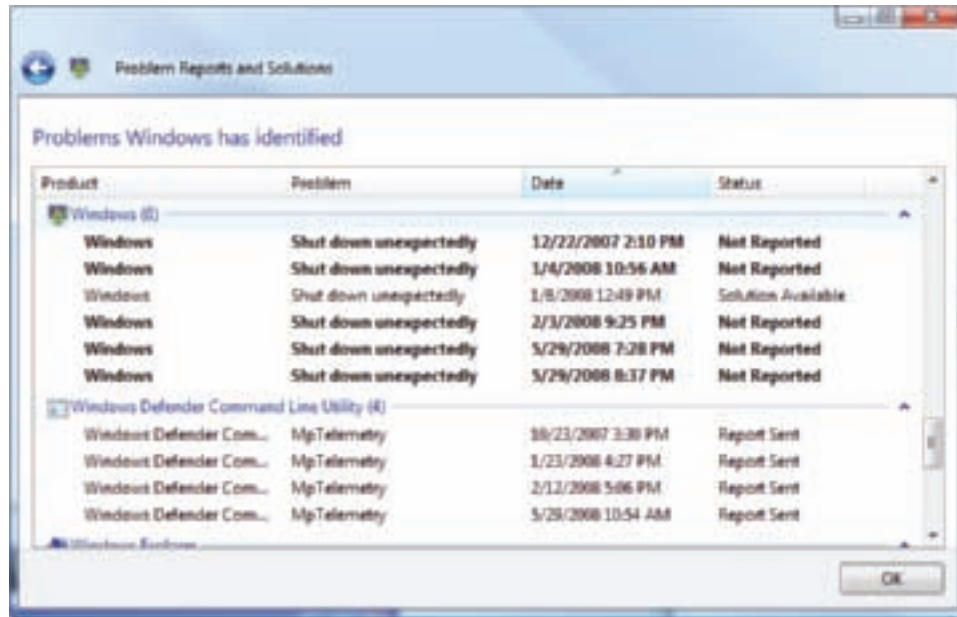 Problem Reports and Solutions
Problems Windows has identified
Product Problem Date Status
Windows (6)
Windows Shut down unexpectedly 12/22/2007 2:10 PM Not Reported
Windows Shut down unexpectedly 1/4/2008 10:56 AM Not Reported
Windows Shut down unexpectedly 1/8/2008 12:49 PM Solution Available
Windows Shut down unexpectedly 2/3/2008 9:25 PM Not Reported
Windows Shut down unexpectedly 5/29/2008 7:28 PM Not Reported
Windows Shut down unexpectedly 5/29/2008 8:37 PM Not Reported
Windows Defender Command Line Utility (4)
Windows Defender Com... MpTelemetry 10/23/2007 3:30 PM Report Sent
Windows Defender Com... MpTelemetry 1/23/2008 4:27 PM Report Sent
Windows Defender Com... MpTelemetry 2/12/2008 5:06 PM Report Sent
Windows Defender Com... MpTelemetry 10:54 AM Report Sent
Windows Explorer
OK